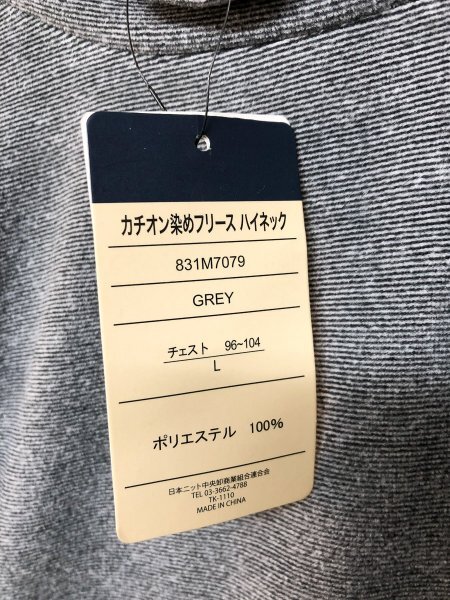 カチオン染めフリース ハイネック
831M7079
GREY
チェスト 96~104
L
ポリエステル 100%
日本ニット中央卸商業組合連合会
TEL 03-3662-4788
TK-1110
MADE IN CHINA